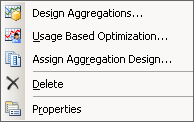 Design Aggregations...
Usage Based Optimization...
Assign Aggregation Design...
Delete
Properties